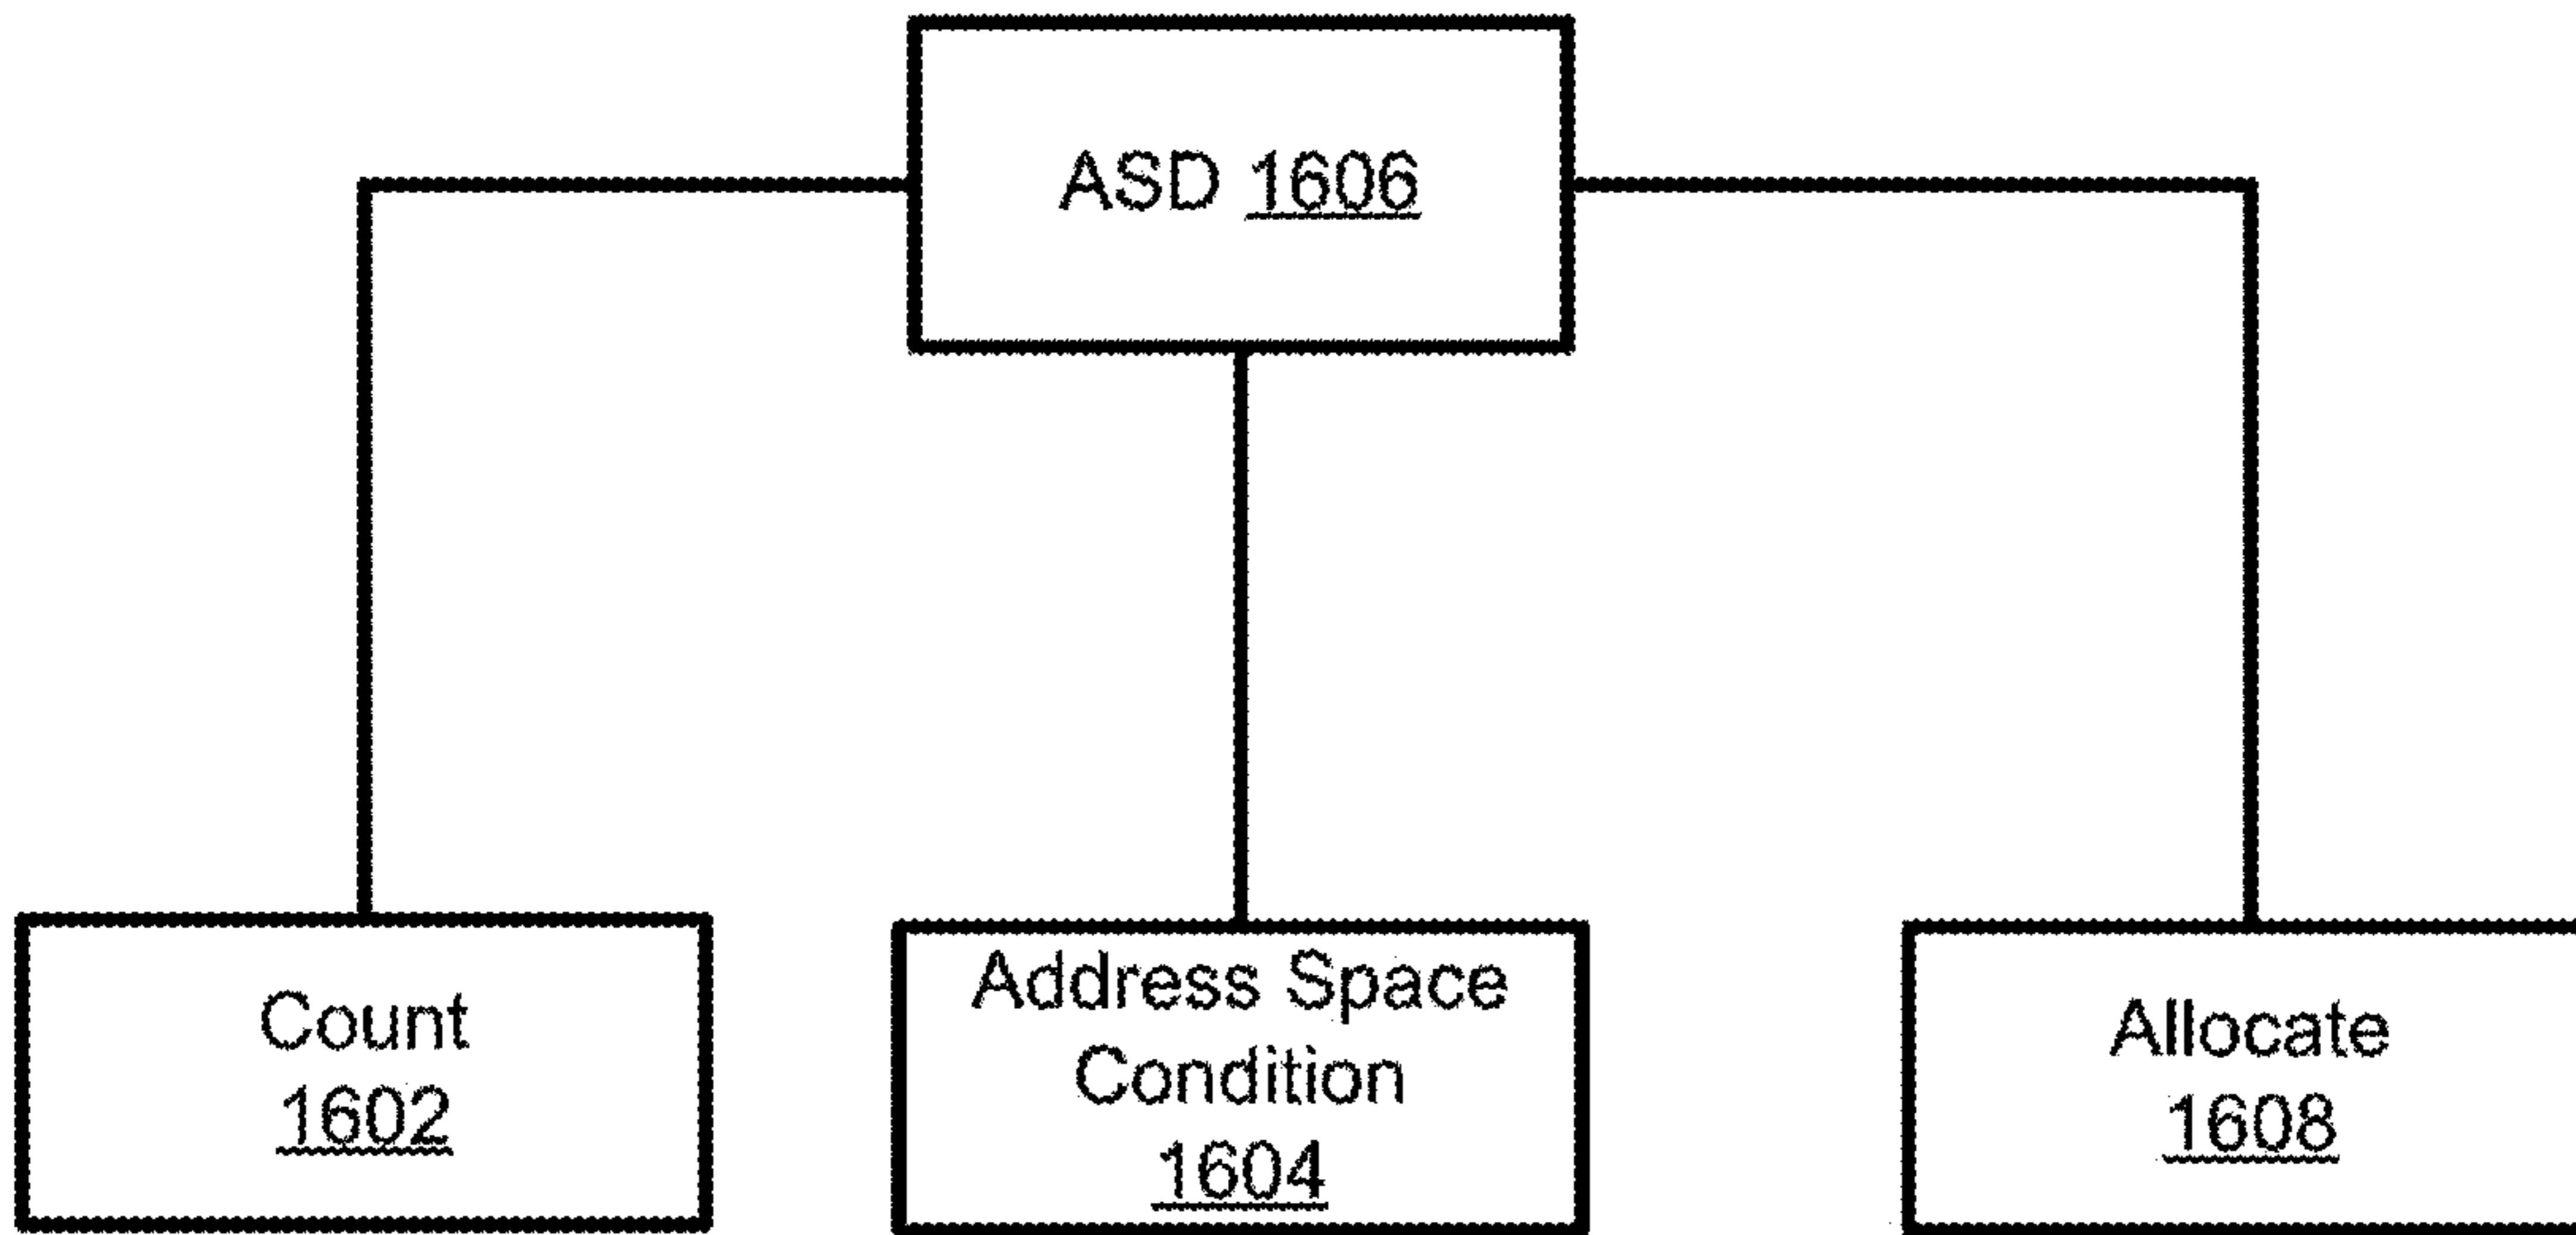 ASD 1606
Count
1602
Address Space
Condition
1604
Allocate
1608